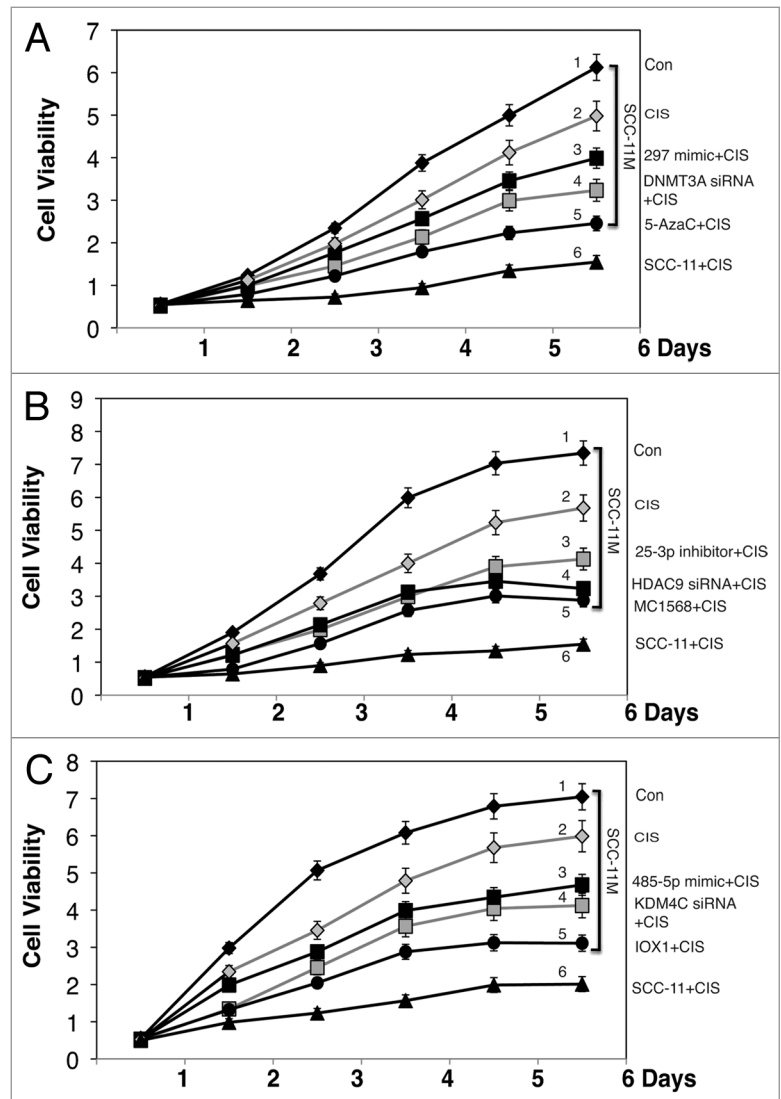 A
7
6
5
4
3
2
1
0
Cell Viability
1 2 3 4 5 6 Days
1
2
3
4
5
6
Con
CIS
297 mimic+CIS
DNMT3A siRNA
+CIS
5-AzaC+CIS
SCC-11+CIS
SCC-11M
B
9
8
7
6
5
4
3
2
1
0
Cell Viability
1 2 3 4 5 6 Days
1
2
3
4
5
6
Con
CIS
25-3p inhibitor+CIS
HDAC9 siRNA+CIS
MC1568+CIS
SCC-11+CIS
SCC-11M
C
8
7
6
5
4
3
2
1
0
Cell Viability
1 2 3 4 5 6 Days
1
2
3
4
5
6
Con
CIS
485-5p mimic+CIS
KDM4C siRNA
+CIS
IOX1+CIS
SCC-11+CIS
SCC-11M